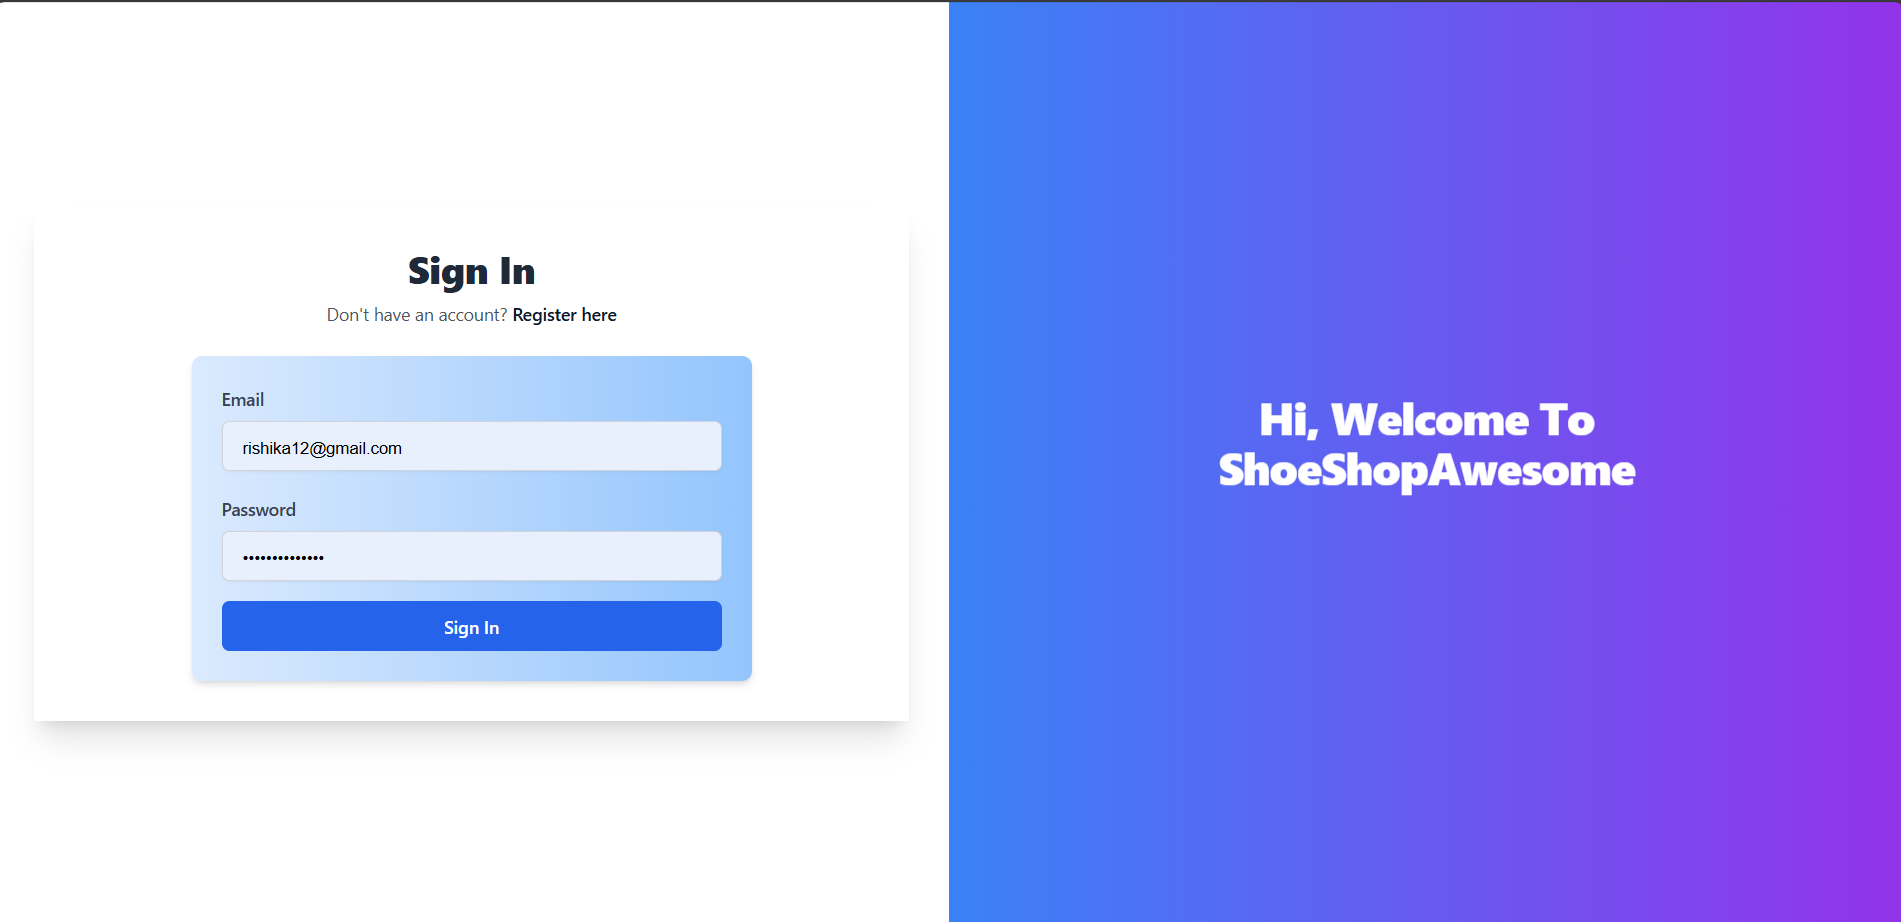 Sign In
Don't have an account? Register here
Email
rishika12@gmail.com
Password
••••••••••••••
Sign In
Hi, Welcome To
ShoeShopAwesome